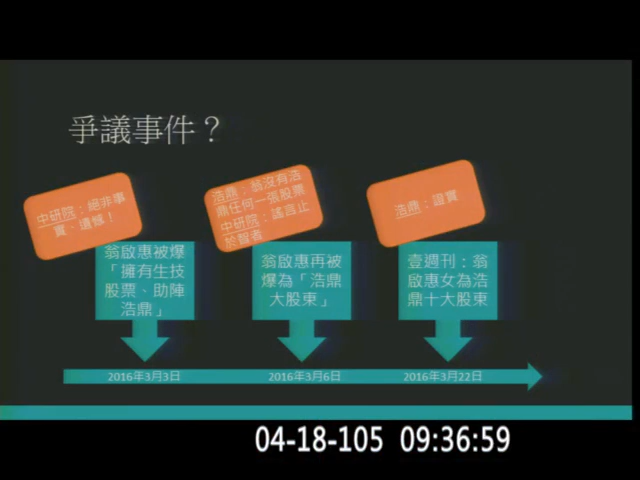 爭議事件？
中研院：絕非事
實，遺憾！
浩鼎：翁沒有浩
鼎任何一張股票
中研院：謠言止
於智者
浩鼎：證實
翁啟惠被爆
「擁有生技
股票、助陣
浩鼎」
翁啟惠再被
爆為「浩鼎
大股東」
壹週刊：翁
啟惠女為浩
鼎十大股東
2016年3月3日
2016年3月6日
2016年3月22日
04-18-105 09:36:59